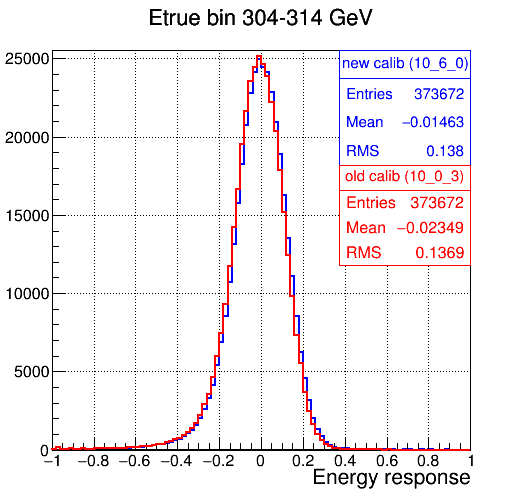 Etrue bin 304-314 GeV
new calib (10_6_0)
Entries 373672
Mean −0.01463
RMS 0.138
old calib (10_0_3)
Entries 373672
Mean −0.02349
RMS 0.1369
25000
20000
15000
10000
5000
0
−1 −0.8 −0.6 −0.4 −0.2 0 0.2 0.4 0.6 0.8 1
Energy response